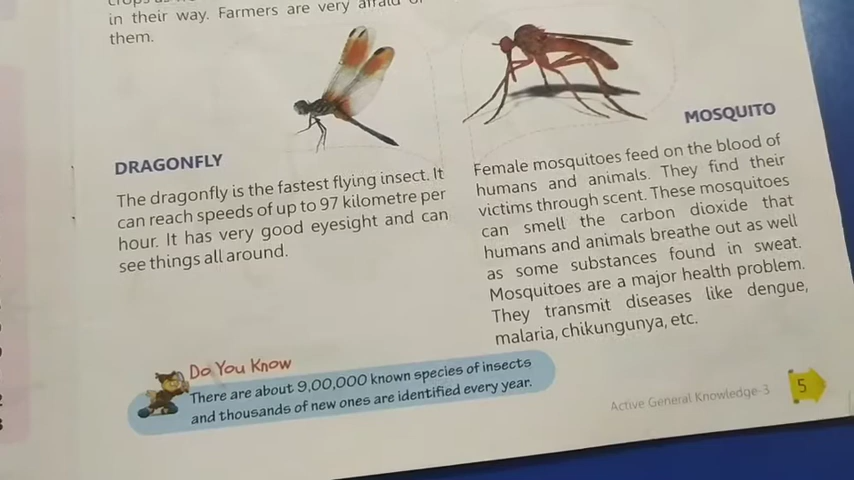 in their way. Farmers are very afraid of
them.
DRAGONFLY
The dragonfly is the fastest flying insect. It
can reach speeds of up to 97 kilometre per
hour. It has very good eyesight and can
see things all around.
MOSQUITO
Female mosquitoes feed on the blood of
humans and animals. They find their
victims through scent. These mosquitoes
can smell the carbon dioxide that
humans and animals breathe out as well
as some substances found in sweat.
Mosquitoes are a major health problem.
They transmit diseases like dengue,
malaria, chikungunya, etc.
Do You Know
There are about 9,00,000 known species of insects
and thousands of new ones are identified every year.
Active General Knowledge-3
5